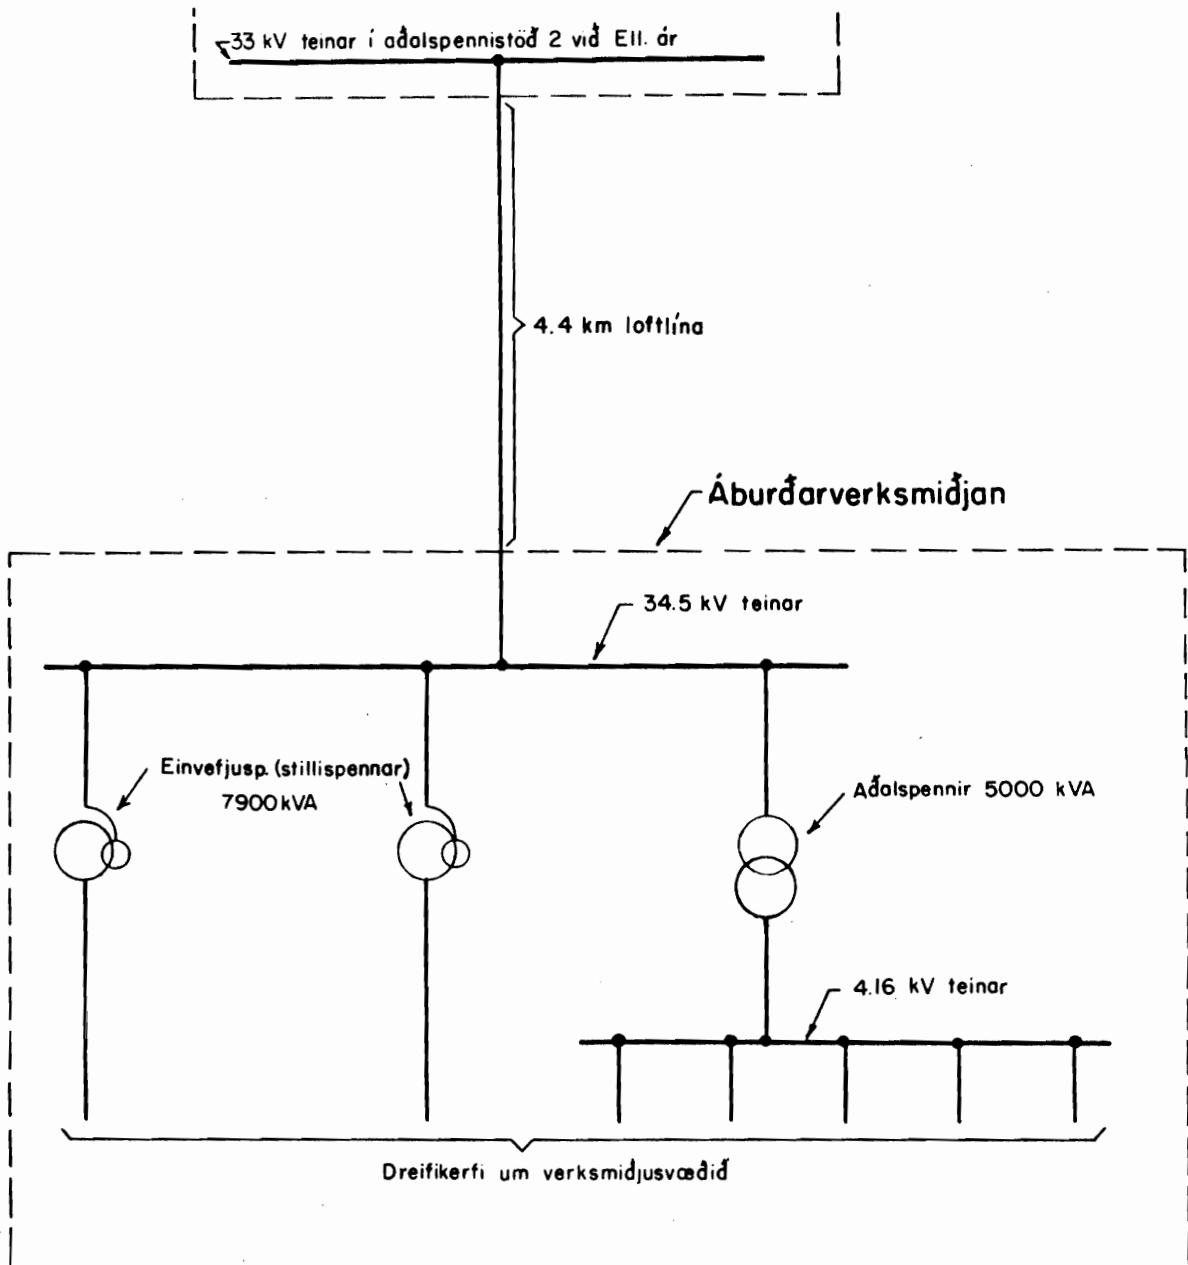 33 kV teinar í aðalspennistöð 2 við Ell. ár
4.4 km loftlína
Áburðarverksmiðjan
34.5 kV teinar
Einvefjusp. (stillispennar)
7900 kVA
Aðalspennir 5000 kVA
4.16 kV teinar
Dreifikerfi um verksmiðjusvæðið